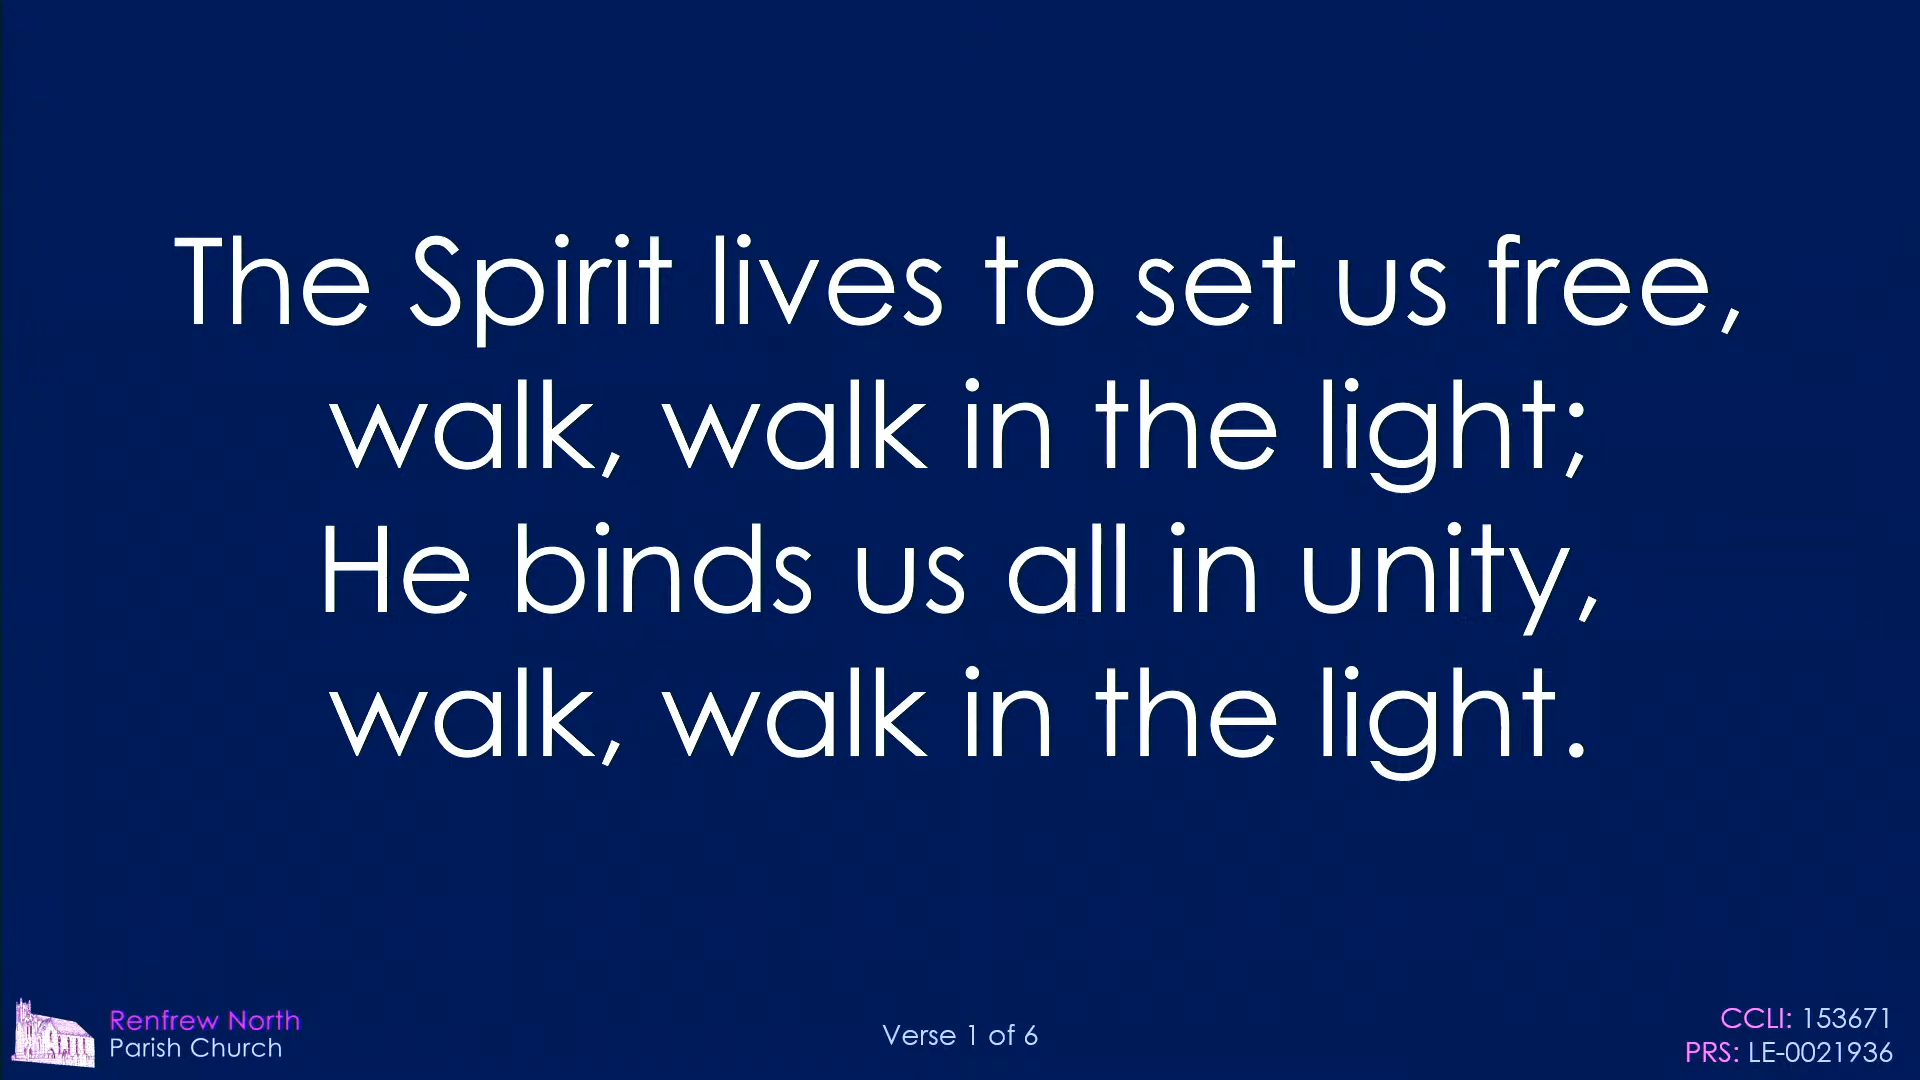 The Spirit lives to set us free,
walk, walk in the light;
He binds us all in unity,
walk, walk in the light.
Renfrew North
Parish Church
Verse 1 of 6
CCLI: 153671
PRS: LE-0021936